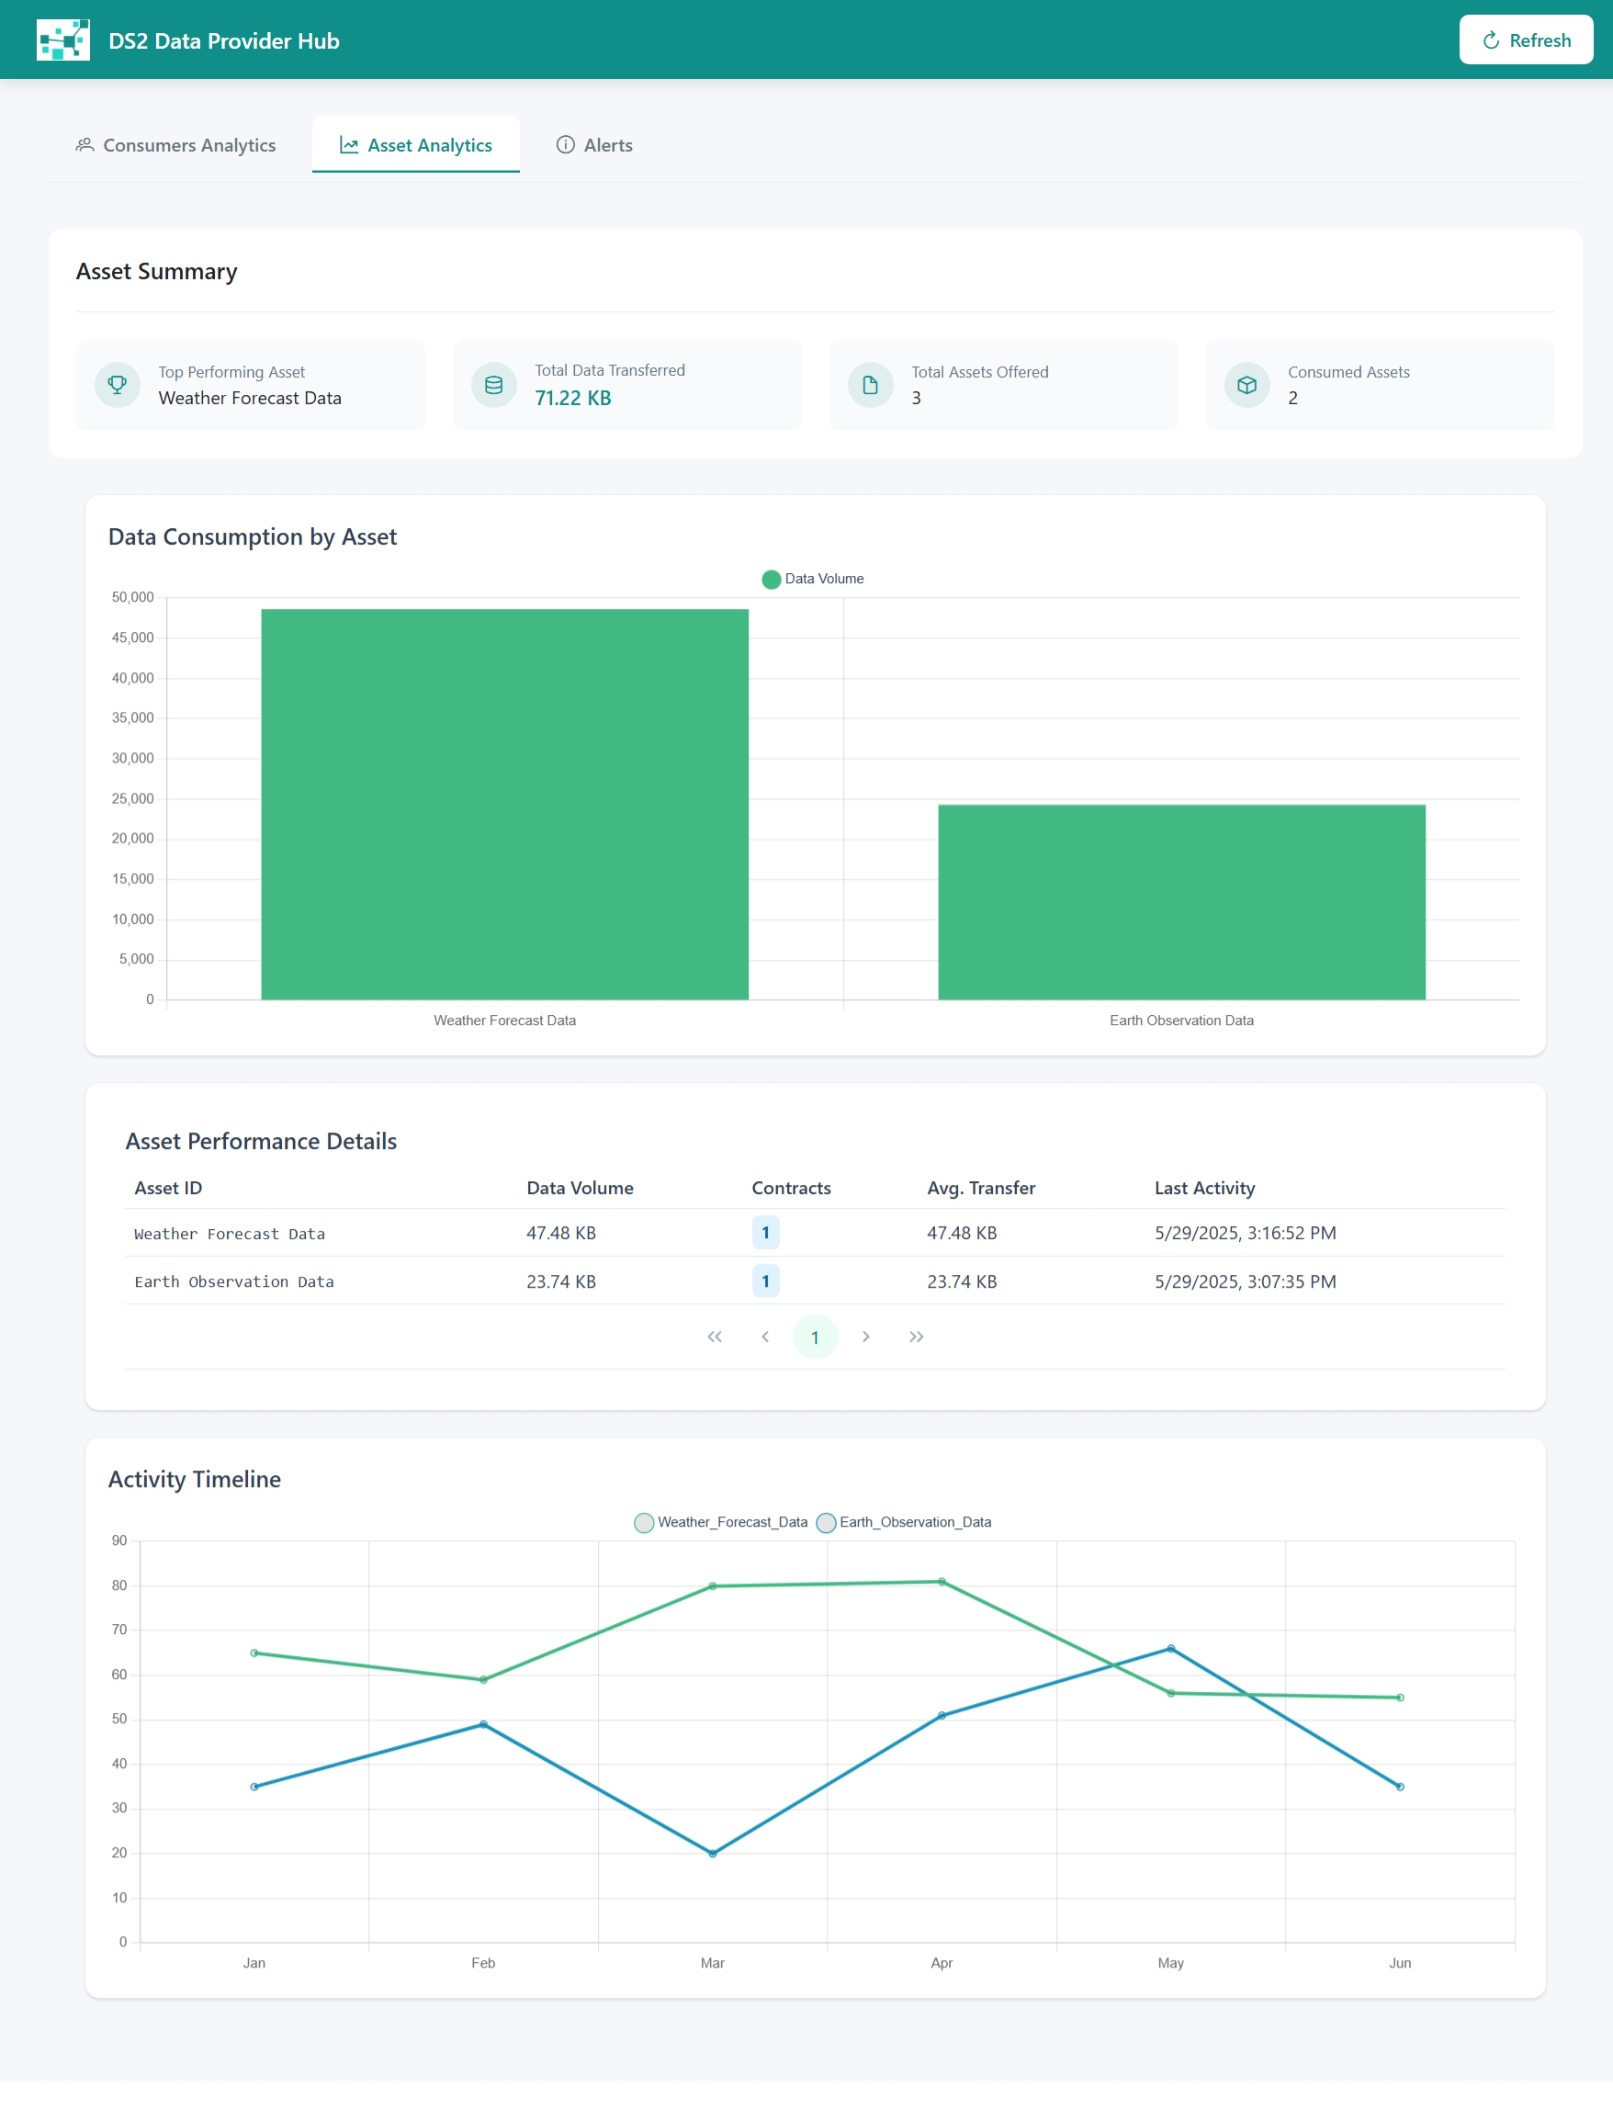 DS2 Data Provider Hub
Refresh
Consumers Analytics
Asset Analytics
Alerts
Asset Summary
Top Performing Asset
Weather Forecast Data
Total Data Transferred
71.22 KB
Total Assets Offered
3
Consumed Assets
2
Data Consumption by Asset
Data Volume
50,000
45,000
40,000
35,000
30,000
25,000
20,000
15,000
10,000
5,000
0
Weather Forecast Data
Earth Observation Data
Asset Performance Details
Asset ID Data Volume Contracts Avg. Transfer Last Activity
Weather Forecast Data 47.48 KB 1 47.48 KB 5/29/2025, 3:16:52 PM
Earth Observation Data 23.74 KB 1 23.74 KB 5/29/2025, 3:07:35 PM
1
Activity Timeline
Weather_Forecast_Data Earth_Observation_Data
90
80
70
60
50
40
30
20
10
0
Jan Feb Mar Apr May Jun